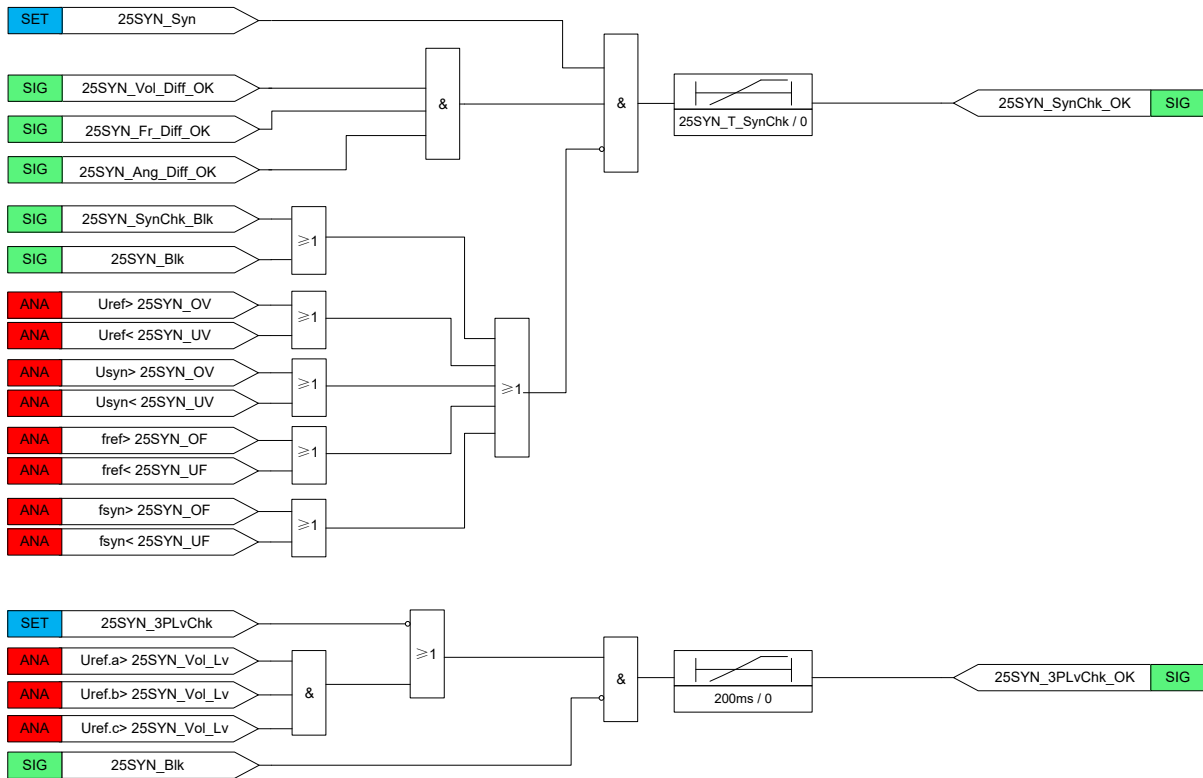 SET 25SYN_Syn
SIG 25SYN_Vol_Diff_OK
SIG 25SYN_Fr_Diff_OK
SIG 25SYN_Ang_Diff_OK
&
&
25SYN_T_SynChk / 0
25SYN_SynChk_OK SIG
SIG 25SYN_SynChk_Blk
SIG 25SYN_Blk
≥1
ANA Uref> 25SYN_OV
ANA Uref< 25SYN_UV
≥1
ANA Usyn> 25SYN_OV
ANA Usyn< 25SYN_UV
≥1
ANA fref> 25SYN_OF
ANA fref< 25SYN_UF
≥1
ANA fsyn> 25SYN_OF
ANA fsyn< 25SYN_UF
≥1
≥1
SET 25SYN_3PLvChk
ANA Uref.a> 25SYN_Vol_Lv
ANA Uref.b> 25SYN_Vol_Lv
ANA Uref.c> 25SYN_Vol_Lv
SIG 25SYN_Blk
&
≥1
&
200ms / 0
25SYN_3PLvChk_OK SIG